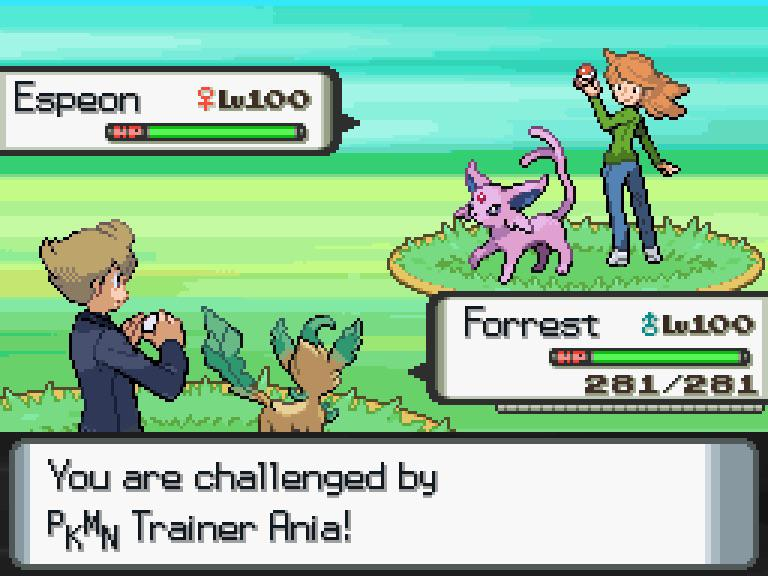 Espeon ♀Lv100
HP
Forrest ♂Lv100
HP
281/281
You are challenged by
PKMN Trainer Ania!